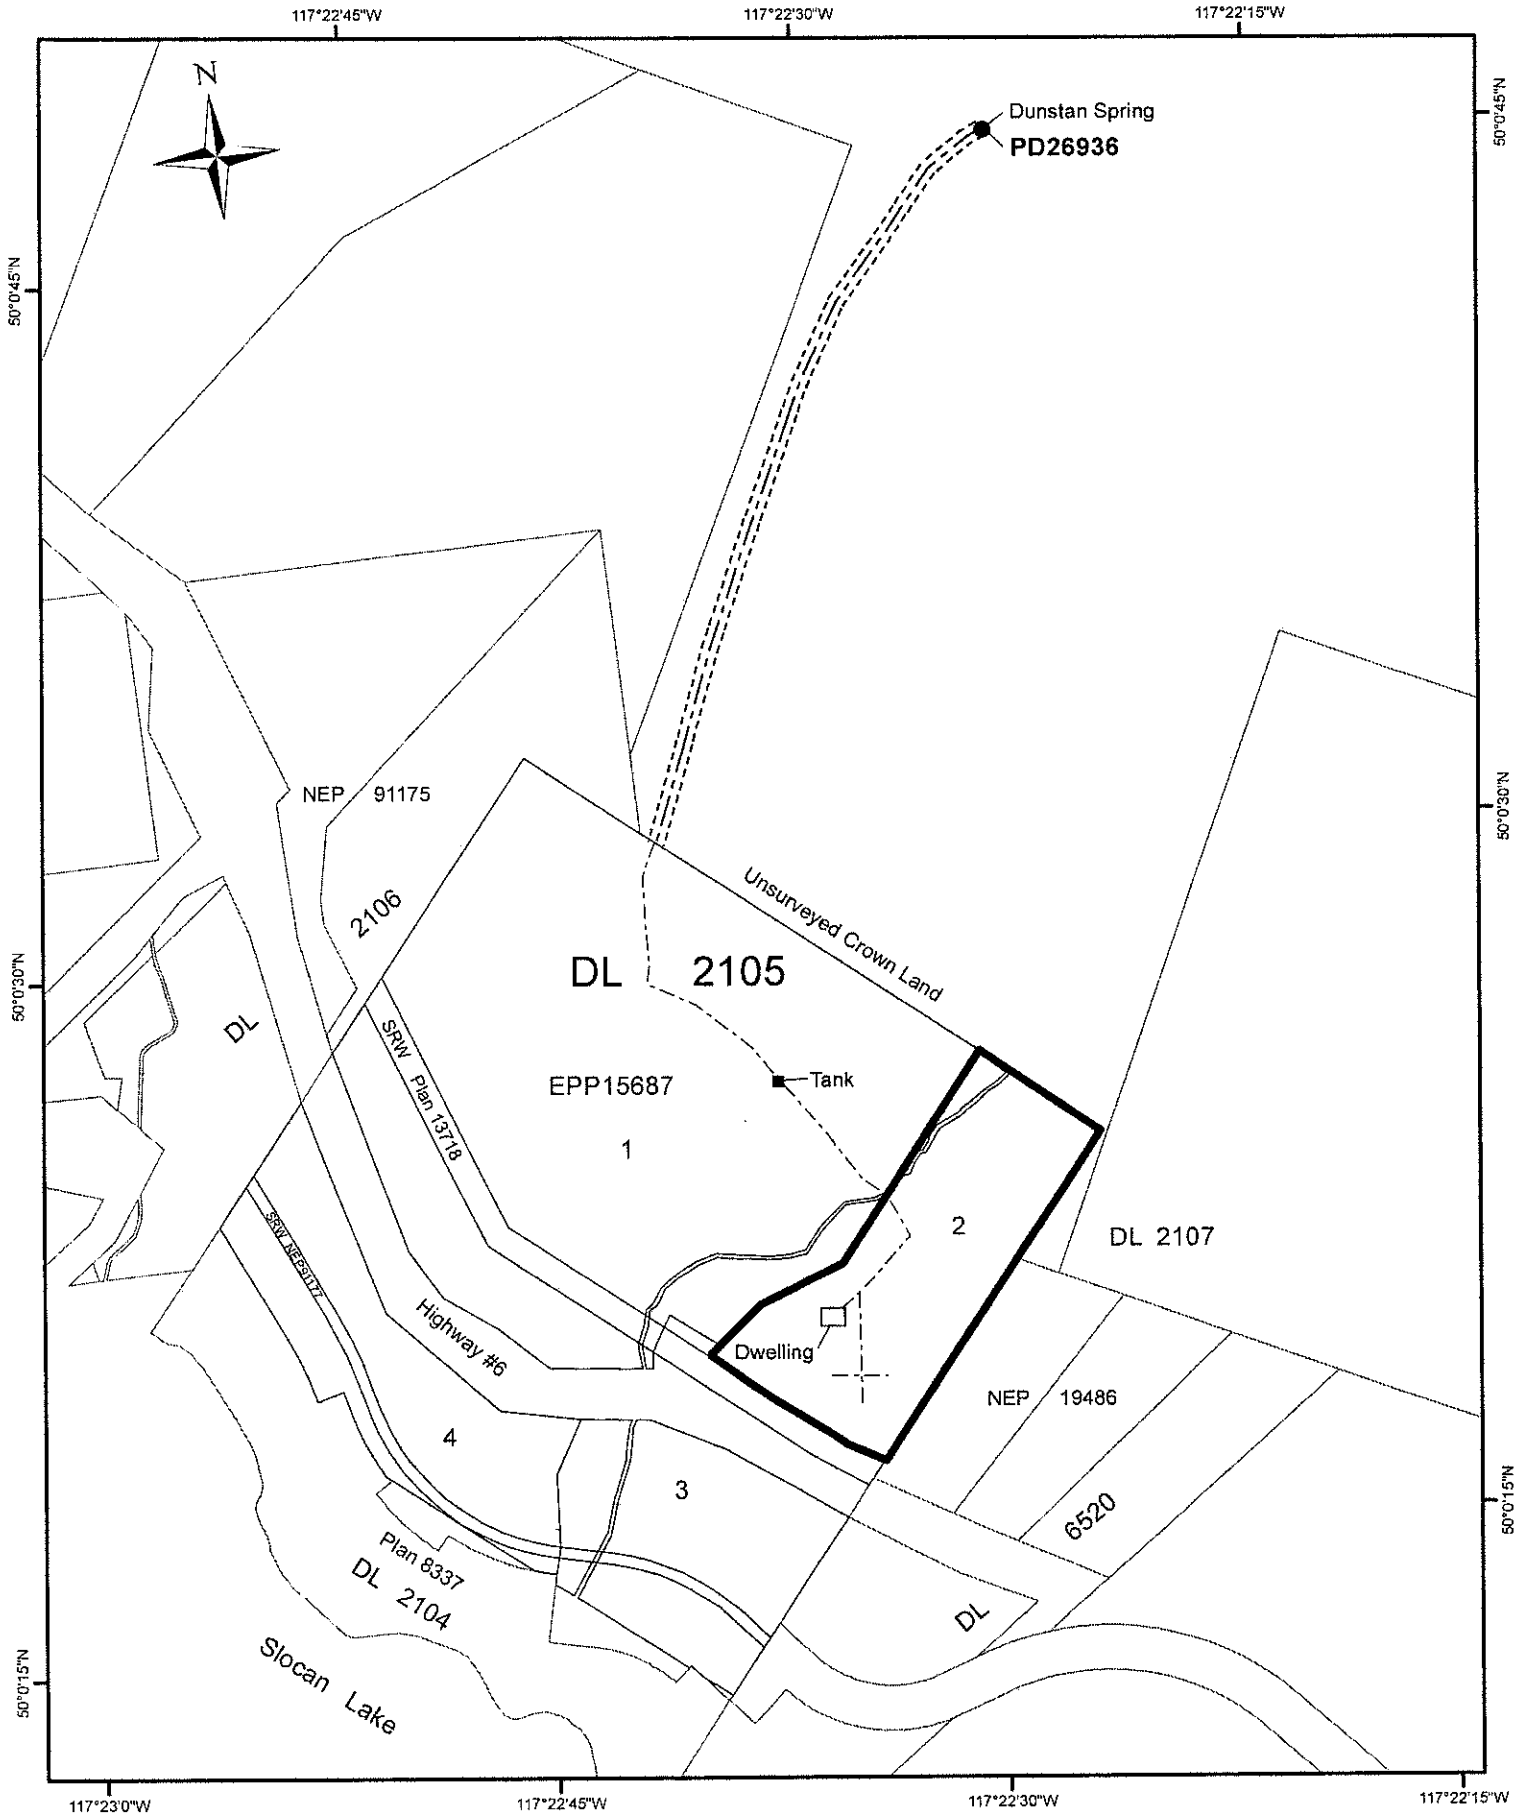 117°22'45"W
117°22'30"W
117°22'15"W
N
Dunstan Spring
PD26936
50°0'45"N
50°0'45"N
NEP 91175
50°0'30"N
2106
Unsurveyed Crown Land
DL 2105
50°0'30"N
DL
SRW Plan 13718
EPP15687
Tank
1
2
DL 2107
SRW NEP91177
Highway #6
Dwelling
NEP 19486
4
3
6520
50°0'15"N
Plan 8337
DL 2104
DL
Slocan Lake
50°0'15"N
117°23'0"W
117°22'45"W
117°22'30"W
117°22'15"W